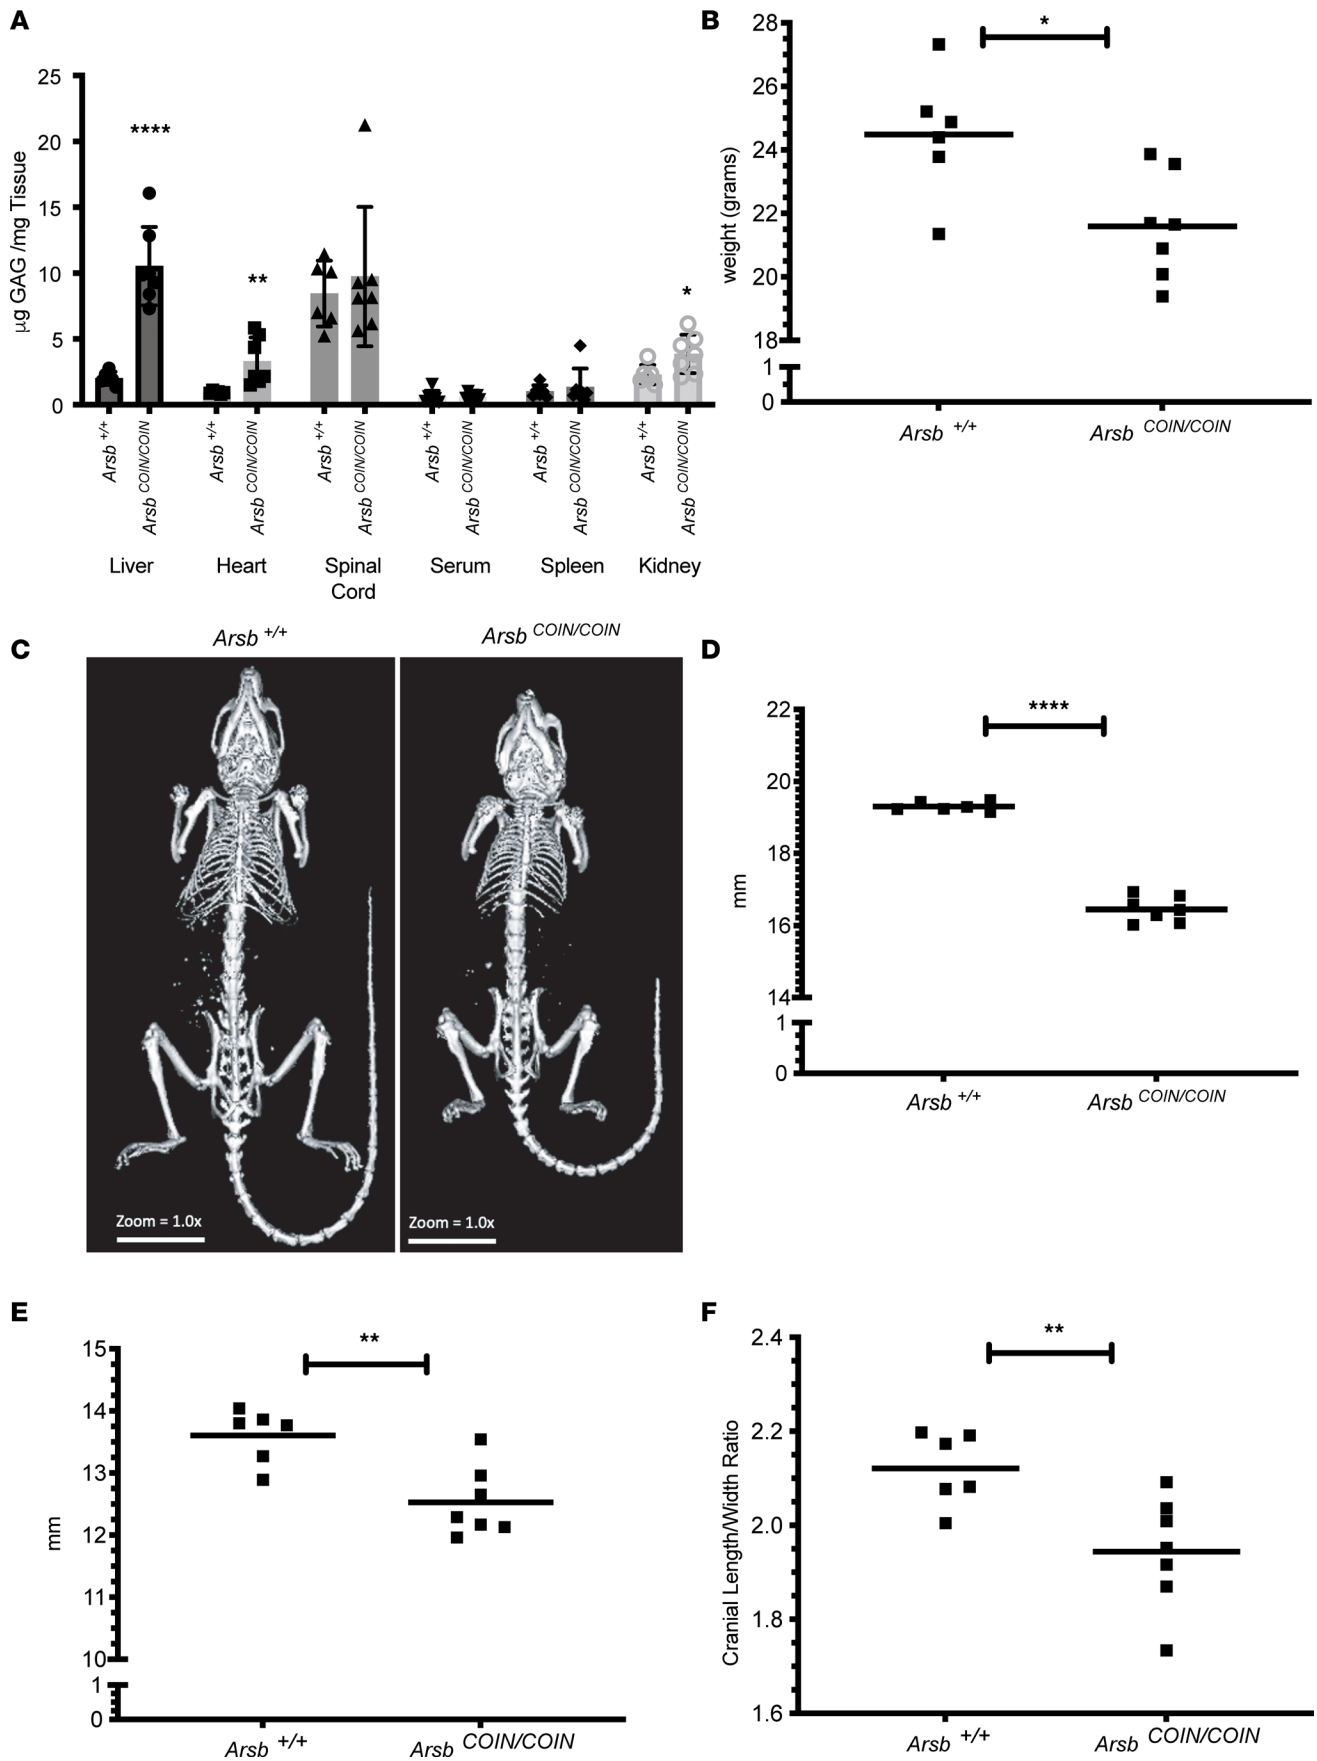 A
µg GAG /mg Tissue
25
20
15
10
5
0
****
**
*
Arsb +/+
Arsb COIN/COIN
Arsb +/+
Arsb COIN/COIN
Arsb +/+
Arsb COIN/COIN
Arsb +/+
Arsb COIN/COIN
Arsb +/+
Arsb COIN/COIN
Arsb +/+
Arsb COIN/COIN
Liver
Heart
Spinal
Cord
Serum
Spleen
Kidney
B
weight (grams)
28
26
24
22
20
18
1
0
*
Arsb +/+
Arsb COIN/COIN
C
Arsb +/+
Arsb COIN/COIN
Zoom = 1.0x
Zoom = 1.0x
D
mm
22
20
18
16
14
1
0
****
Arsb +/+
Arsb COIN/COIN
E
mm
15
14
13
12
11
10
1
0
**
Arsb +/+
Arsb COIN/COIN
F
Cranial Length/Width Ratio
2.4
2.2
2.0
1.8
1.6
**
Arsb +/+
Arsb COIN/COIN